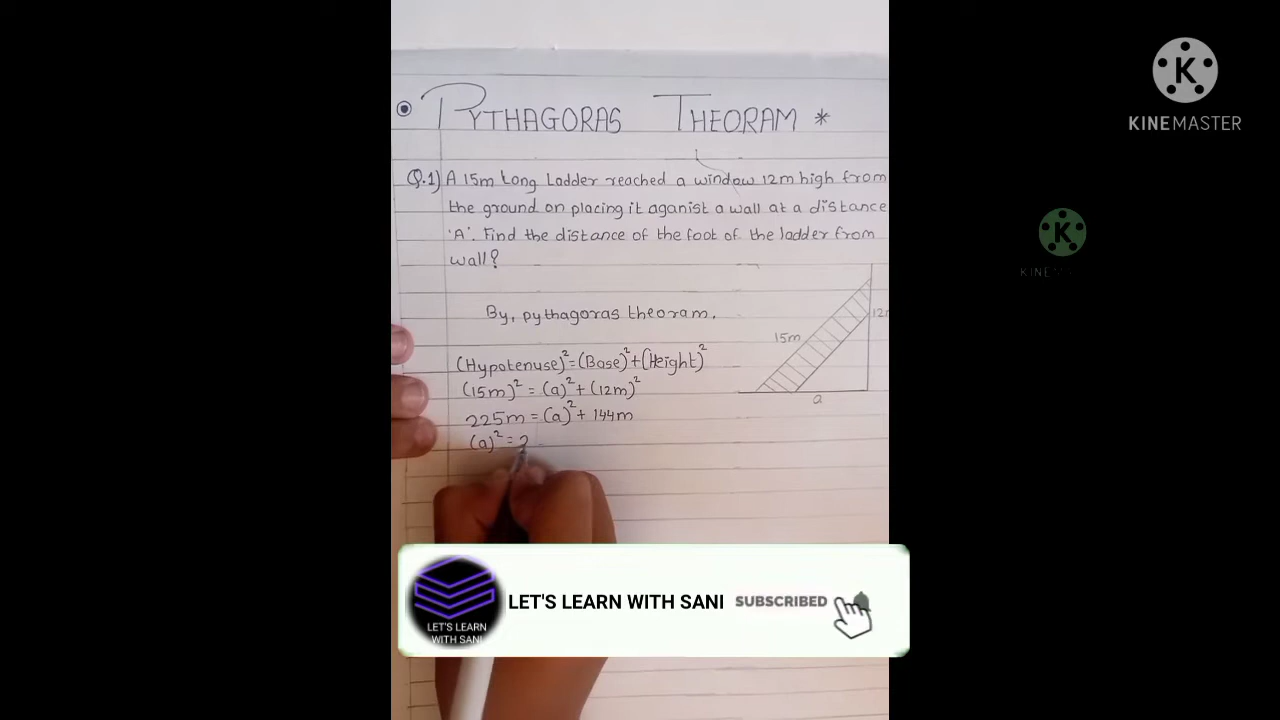 PYTHAGORAS THEORAM *
Q.1) A 15m Long Ladder reached a window 12m high from
the ground on placing it aganist a wall at a distance
'A'. Find the distance of the foot of the ladder from
wall?
By, pythagoras theoram.
(Hypotenuse)² = (Base)² + (Height)²
(15m)² = (a)² + (12m)²
225m = (a)² + 144m
(a)² = 2
15m
12m
a
K
KINEMASTER
K
LET'S LEARN WITH SANI
LET'S LEARN WITH SANI
SUBSCRIBED